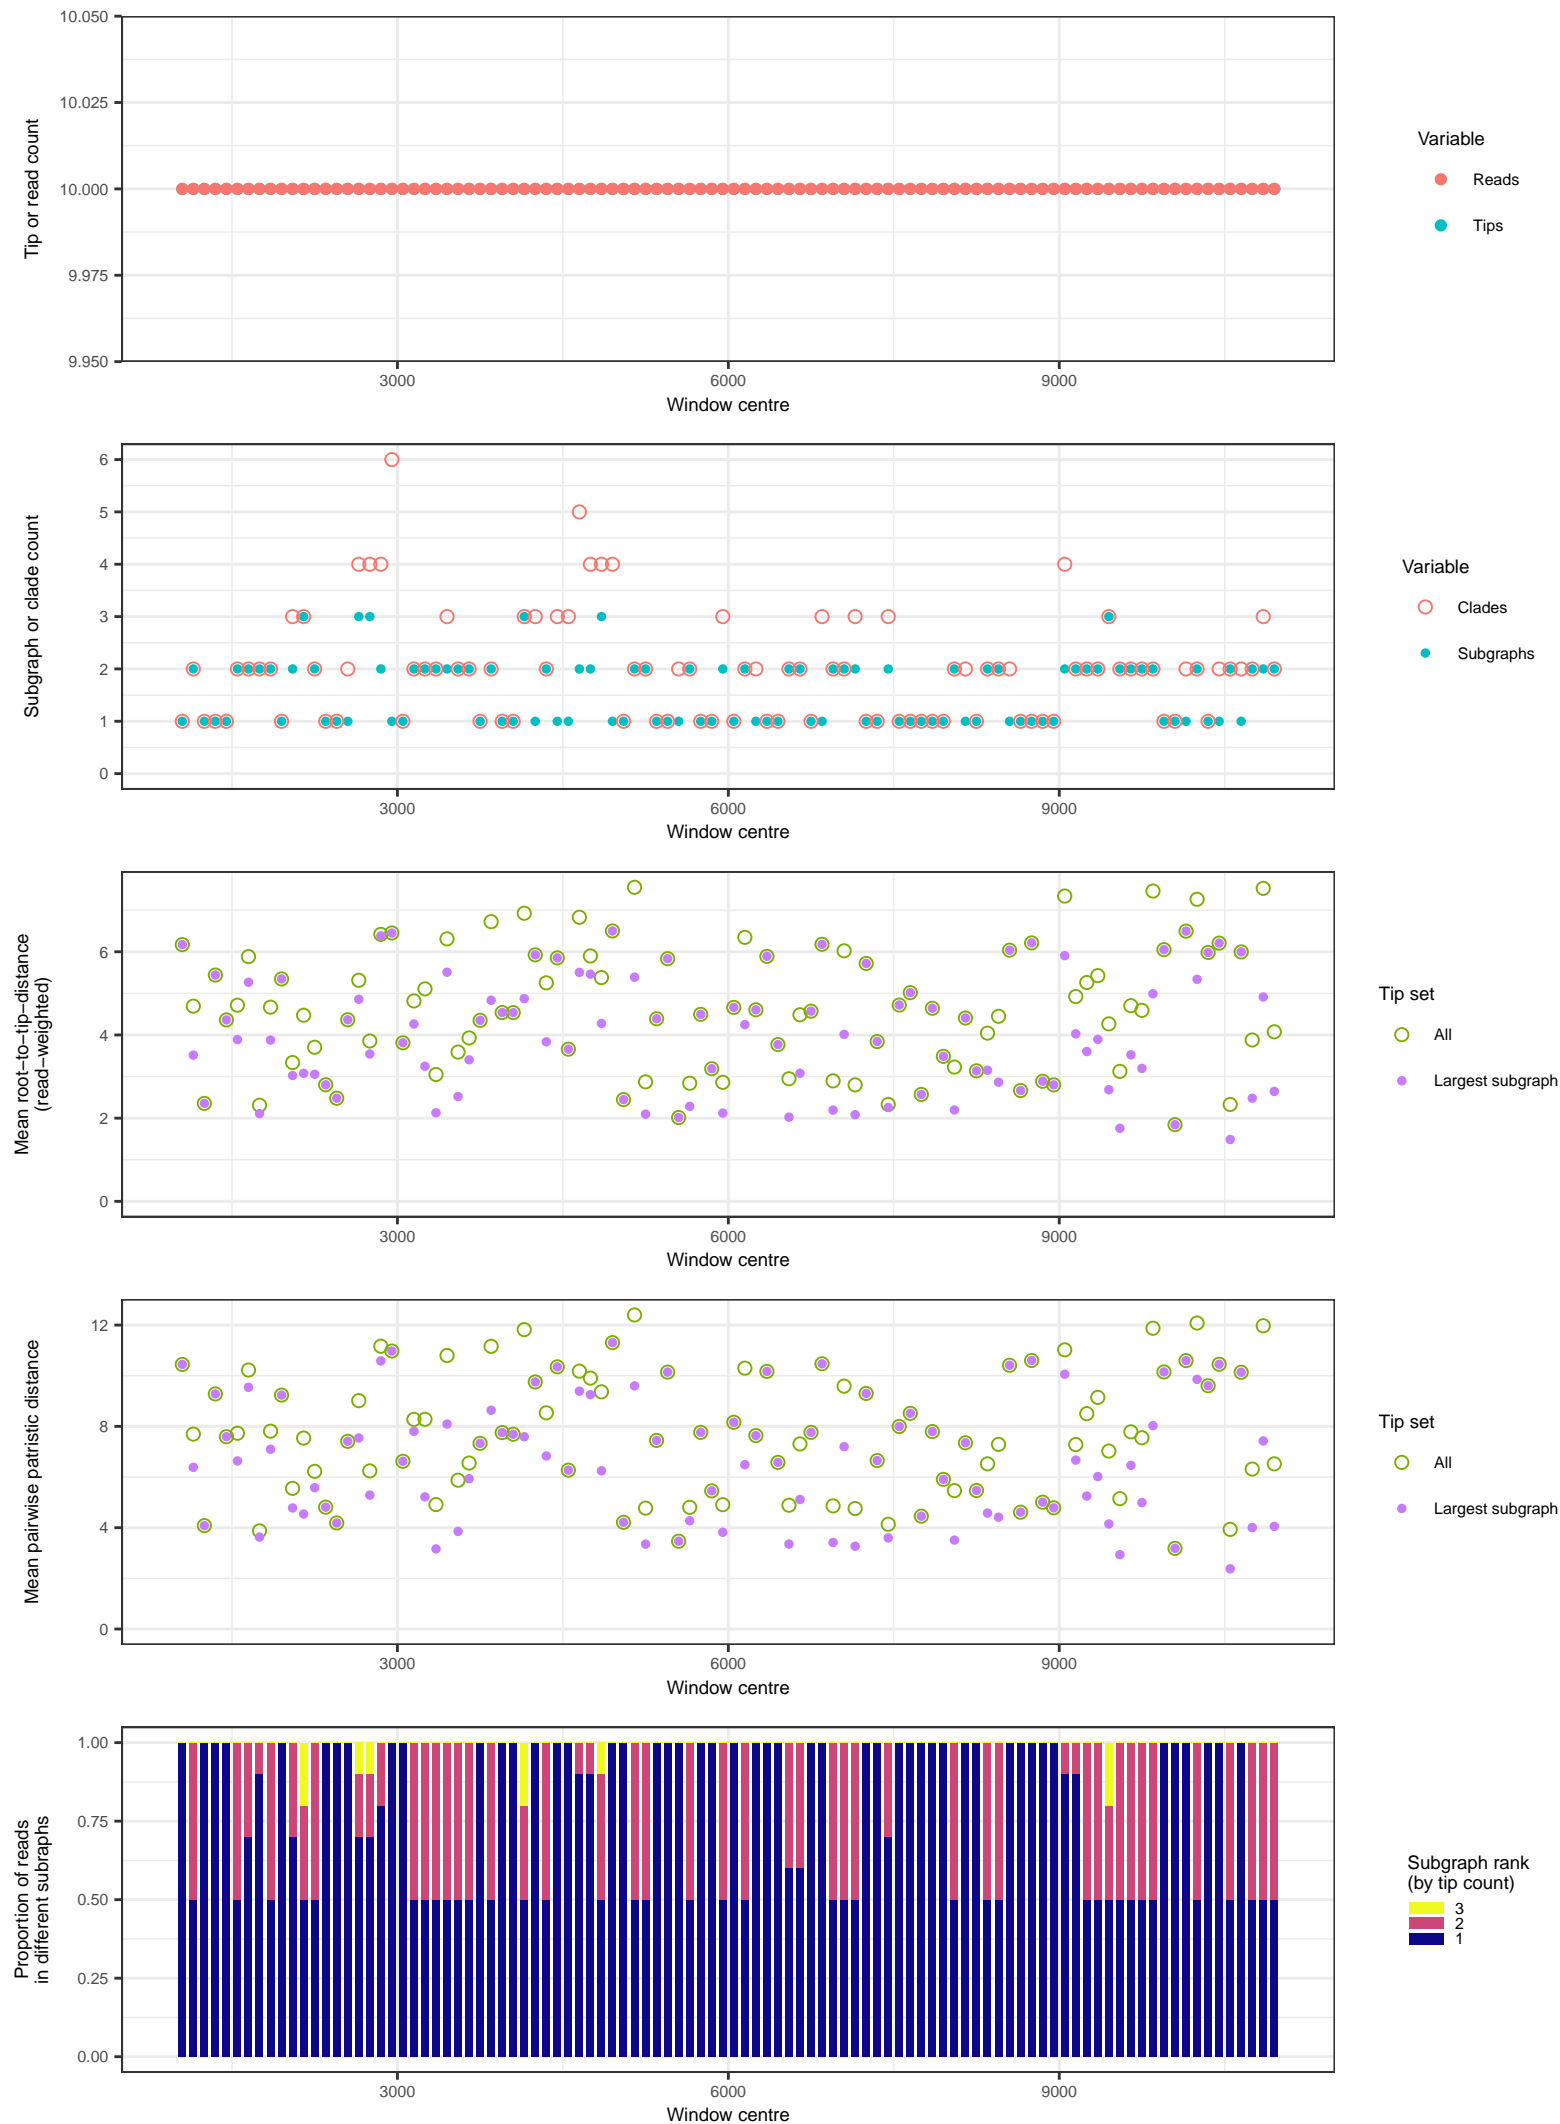 10.050
10.025
10.000
9.975
9.950
Tip or read count
3000
6000
9000
Window centre
Variable
Reads
Tips
6
5
4
3
2
1
0
Subgraph or clade count
3000
6000
9000
Window centre
Variable
Clades
Subgraphs
6
4
2
0
Mean root−to−tip−distance
(read−weighted)
3000
6000
9000
Window centre
Tip set
All
Largest subgraph
12
8
4
0
Mean pairwise patristic distance
3000
6000
9000
Window centre
Tip set
All
Largest subgraph
1.00
0.75
0.50
0.25
0.00
Proportion of reads
in different subraphs
3000
6000
9000
Window centre
Subgraph rank
(by tip count)
3
2
1